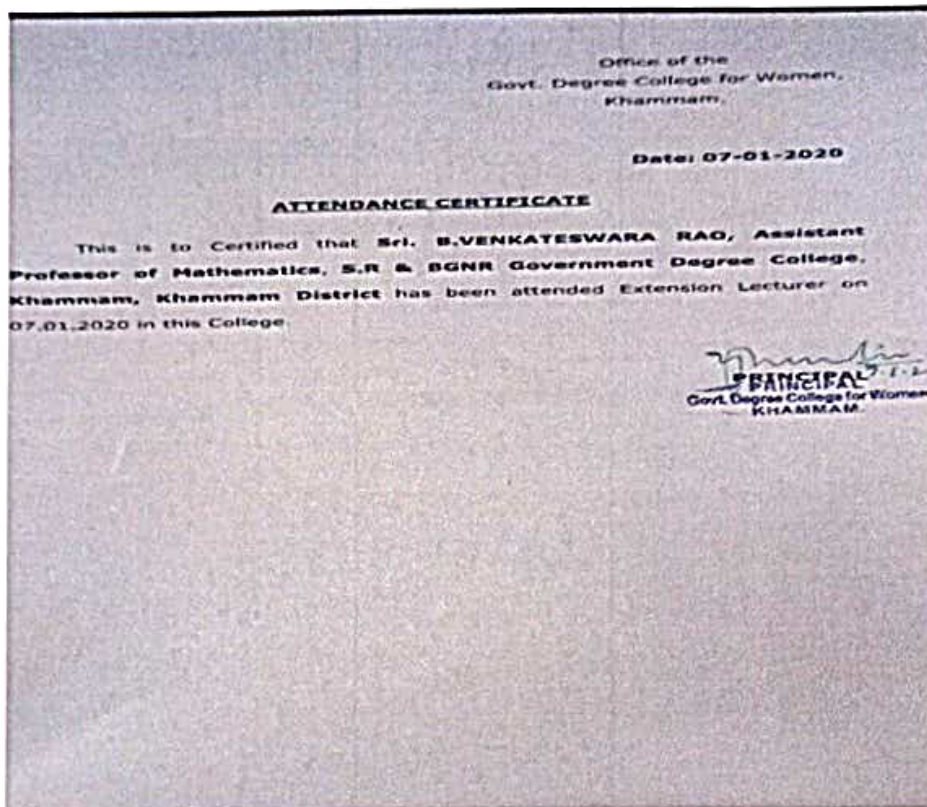 Office of the
Govt. Degree College for Women,
Khammam.
Date: 07-01-2020
ATTENDANCE CERTIFICATE
This is to Certified that Sri. B.VENKATESWARA RAO, Assistant
Professor of Mathematics, S.R & BGNR Government Degree College,
Khammam, Khammam District has been attended Extension Lecturer on
07.01.2020 in this College.
PRINCIPAL
PRINCIPAL
Govt. Degree College for Women
KHAMMAM.